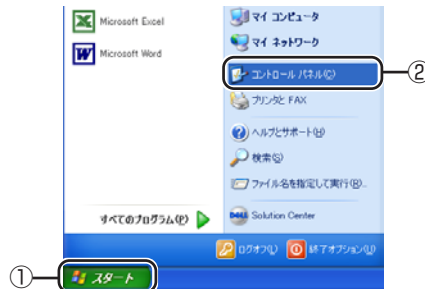 Microsoft Excel
Microsoft Word
すべてのプログラム(P)
マイ コンピュータ
マイ ネットワーク
コントロール パネル(C)
プリンタと FAX
ヘルプとサポート(H)
検索(S)
ファイル名を指定して実行(R)...
DELL Solution Center
ログオフ(L)
終了オプション(U)
②
① スタート